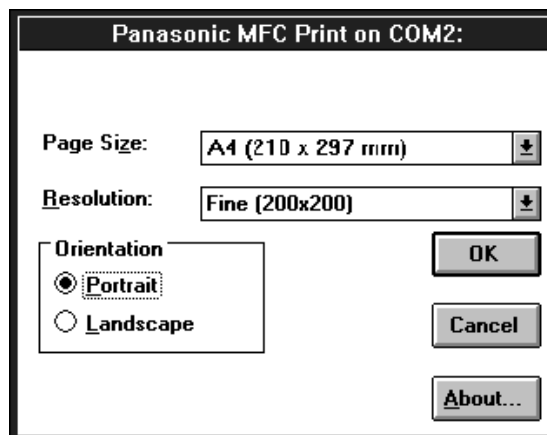 Panasonic MFC Print on COM2:
Page Size: A4 (210 x 297 mm)
Resolution: Fine (200x200)
Orientation
Portrait
Landscape
OK
Cancel
About...